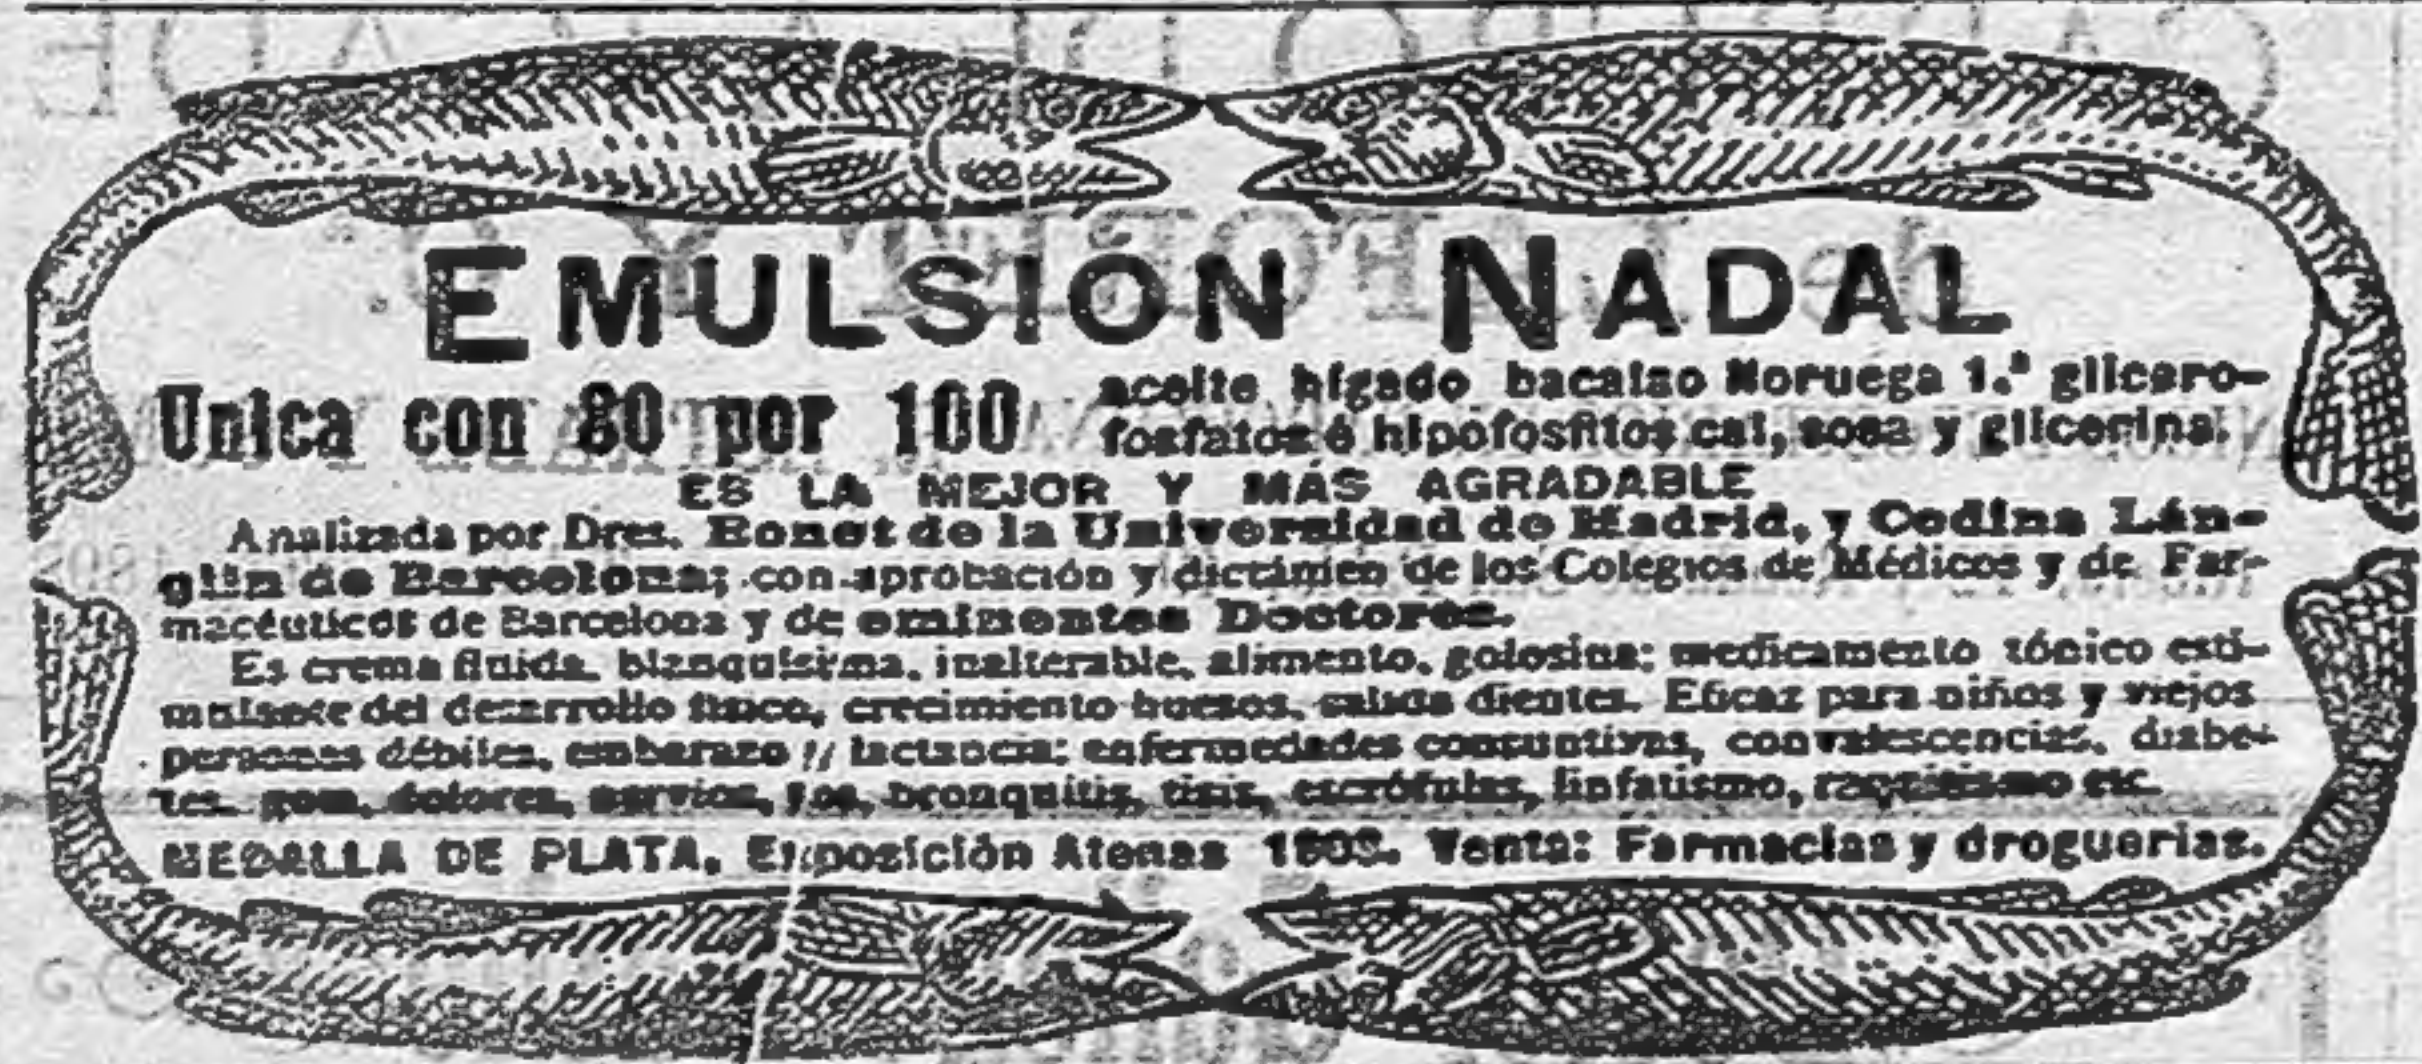 EMULSIÓN NADAL
Unica con 80 por 100 aceite hígado bacalao Noruega 1.ª glicero-
fosfatos é hipofosfitos cal, sosa y glicerina.
ES LA MEJOR Y MÁS AGRADABLE
Analizada por Dres. Bonet de la Universidad de Madrid, y Codina Lán-
glin de Barcelona; con aprobación y dictámen de los Colegios de Médicos y de Far-
macéuticos de Barcelona y de eminentes Doctores.
Es crema fluida, blanquísima, inalterable, alimento, golosina; medicamento tónico esti-
mulante del desarrollo físico, crecimiento huesos, salida dientes. Eficaz para niños y viejos
personas débiles, embarazo y lactancia: enfermedades consuntivas, convalescencias, diabe-
tes, dolores, nervios, tos, bronquitis, tisis, escrófulas, linfatismo, raquitismo etc.
MEDALLA DE PLATA, Exposición Atenas Venta: Farmacias y droguerías.